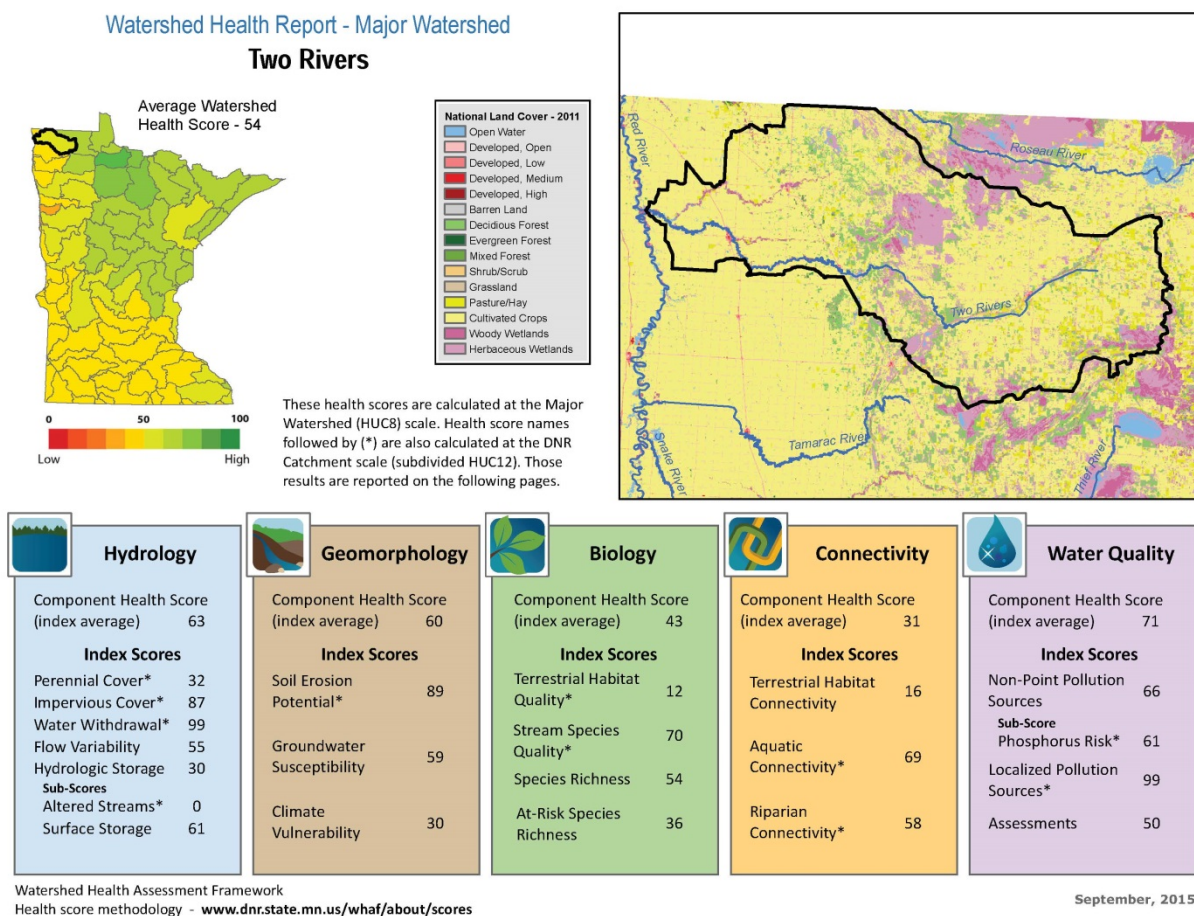 Watershed Health Report - Major Watershed
Two Rivers
Average Watershed
Health Score - 54
National Land Cover - 2011
Open Water
Developed, Open
Developed, Low
Developed, Medium
Developed, High
Barren Land
Decidious Forest
Evergreen Forest
Mixed Forest
Shrub/Scrub
Grassland
Pasture/Hay
Cultivated Crops
Woody Wetlands
Herbaceous Wetlands
0 50 100
Low High
These health scores are calculated at the Major
Watershed (HUC8) scale. Health score names
followed by (*) are also calculated at the DNR
Catchment scale (subdivided HUC12). Those
results are reported on the following pages.
Red River
Roseau River
Two Rivers
Tamarac River
Snake River
Thief River
Hydrology
Component Health Score
(index average) 63
Index Scores
Perennial Cover* 32
Impervious Cover* 87
Water Withdrawal* 99
Flow Variability 55
Hydrologic Storage 30
Sub-Scores
Altered Streams* 0
Surface Storage 61
Geomorphology
Component Health Score
(index average) 60
Index Scores
Soil Erosion
Potential* 89
Groundwater
Susceptibility 59
Climate
Vulnerability 30
Biology
Component Health Score
(index average) 43
Index Scores
Terrestrial Habitat
Quality* 12
Stream Species
Quality* 70
Species Richness 54
At-Risk Species
Richness 36
Connectivity
Component Health Score
(index average) 31
Index Scores
Terrestrial Habitat
Connectivity 16
Aquatic
Connectivity* 69
Riparian
Connectivity* 58
Water Quality
Component Health Score
(index average) 71
Index Scores
Non-Point Pollution
Sources 66
Sub-Score
Phosphorus Risk* 61
Localized Pollution
Sources* 99
Assessments 50
Watershed Health Assessment Framework
Health score methodology - www.dnr.state.mn.us/whaf/about/scores
September, 2015